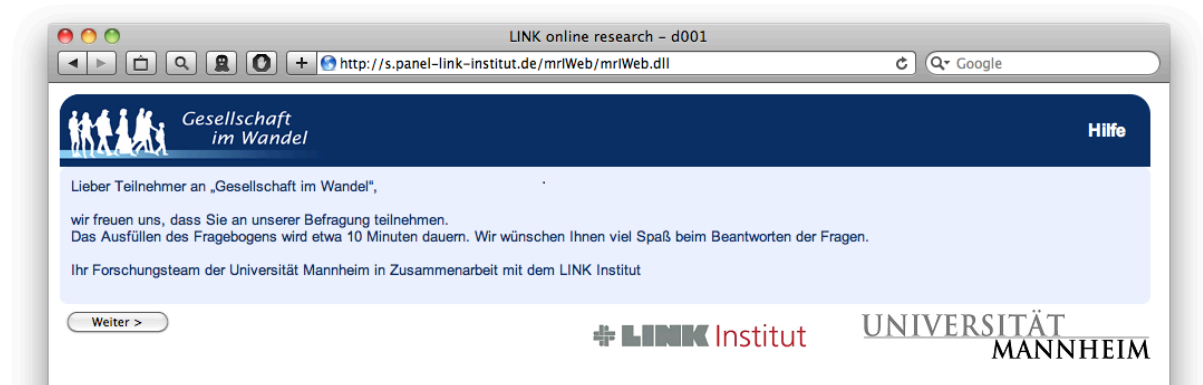 LINK online research – d001
http://s.panel-link-institut.de/mrIWeb/mrIWeb.dll
Google
Gesellschaft
im Wandel
Hilfe
Lieber Teilnehmer an „Gesellschaft im Wandel",
wir freuen uns, dass Sie an unserer Befragung teilnehmen.
Das Ausfüllen des Fragebogens wird etwa 10 Minuten dauern. Wir wünschen Ihnen viel Spaß beim Beantworten der Fragen.
Ihr Forschungsteam der Universität Mannheim in Zusammenarbeit mit dem LINK Institut
Weiter >
LINK Institut
UNIVERSITÄT
MANNHEIM